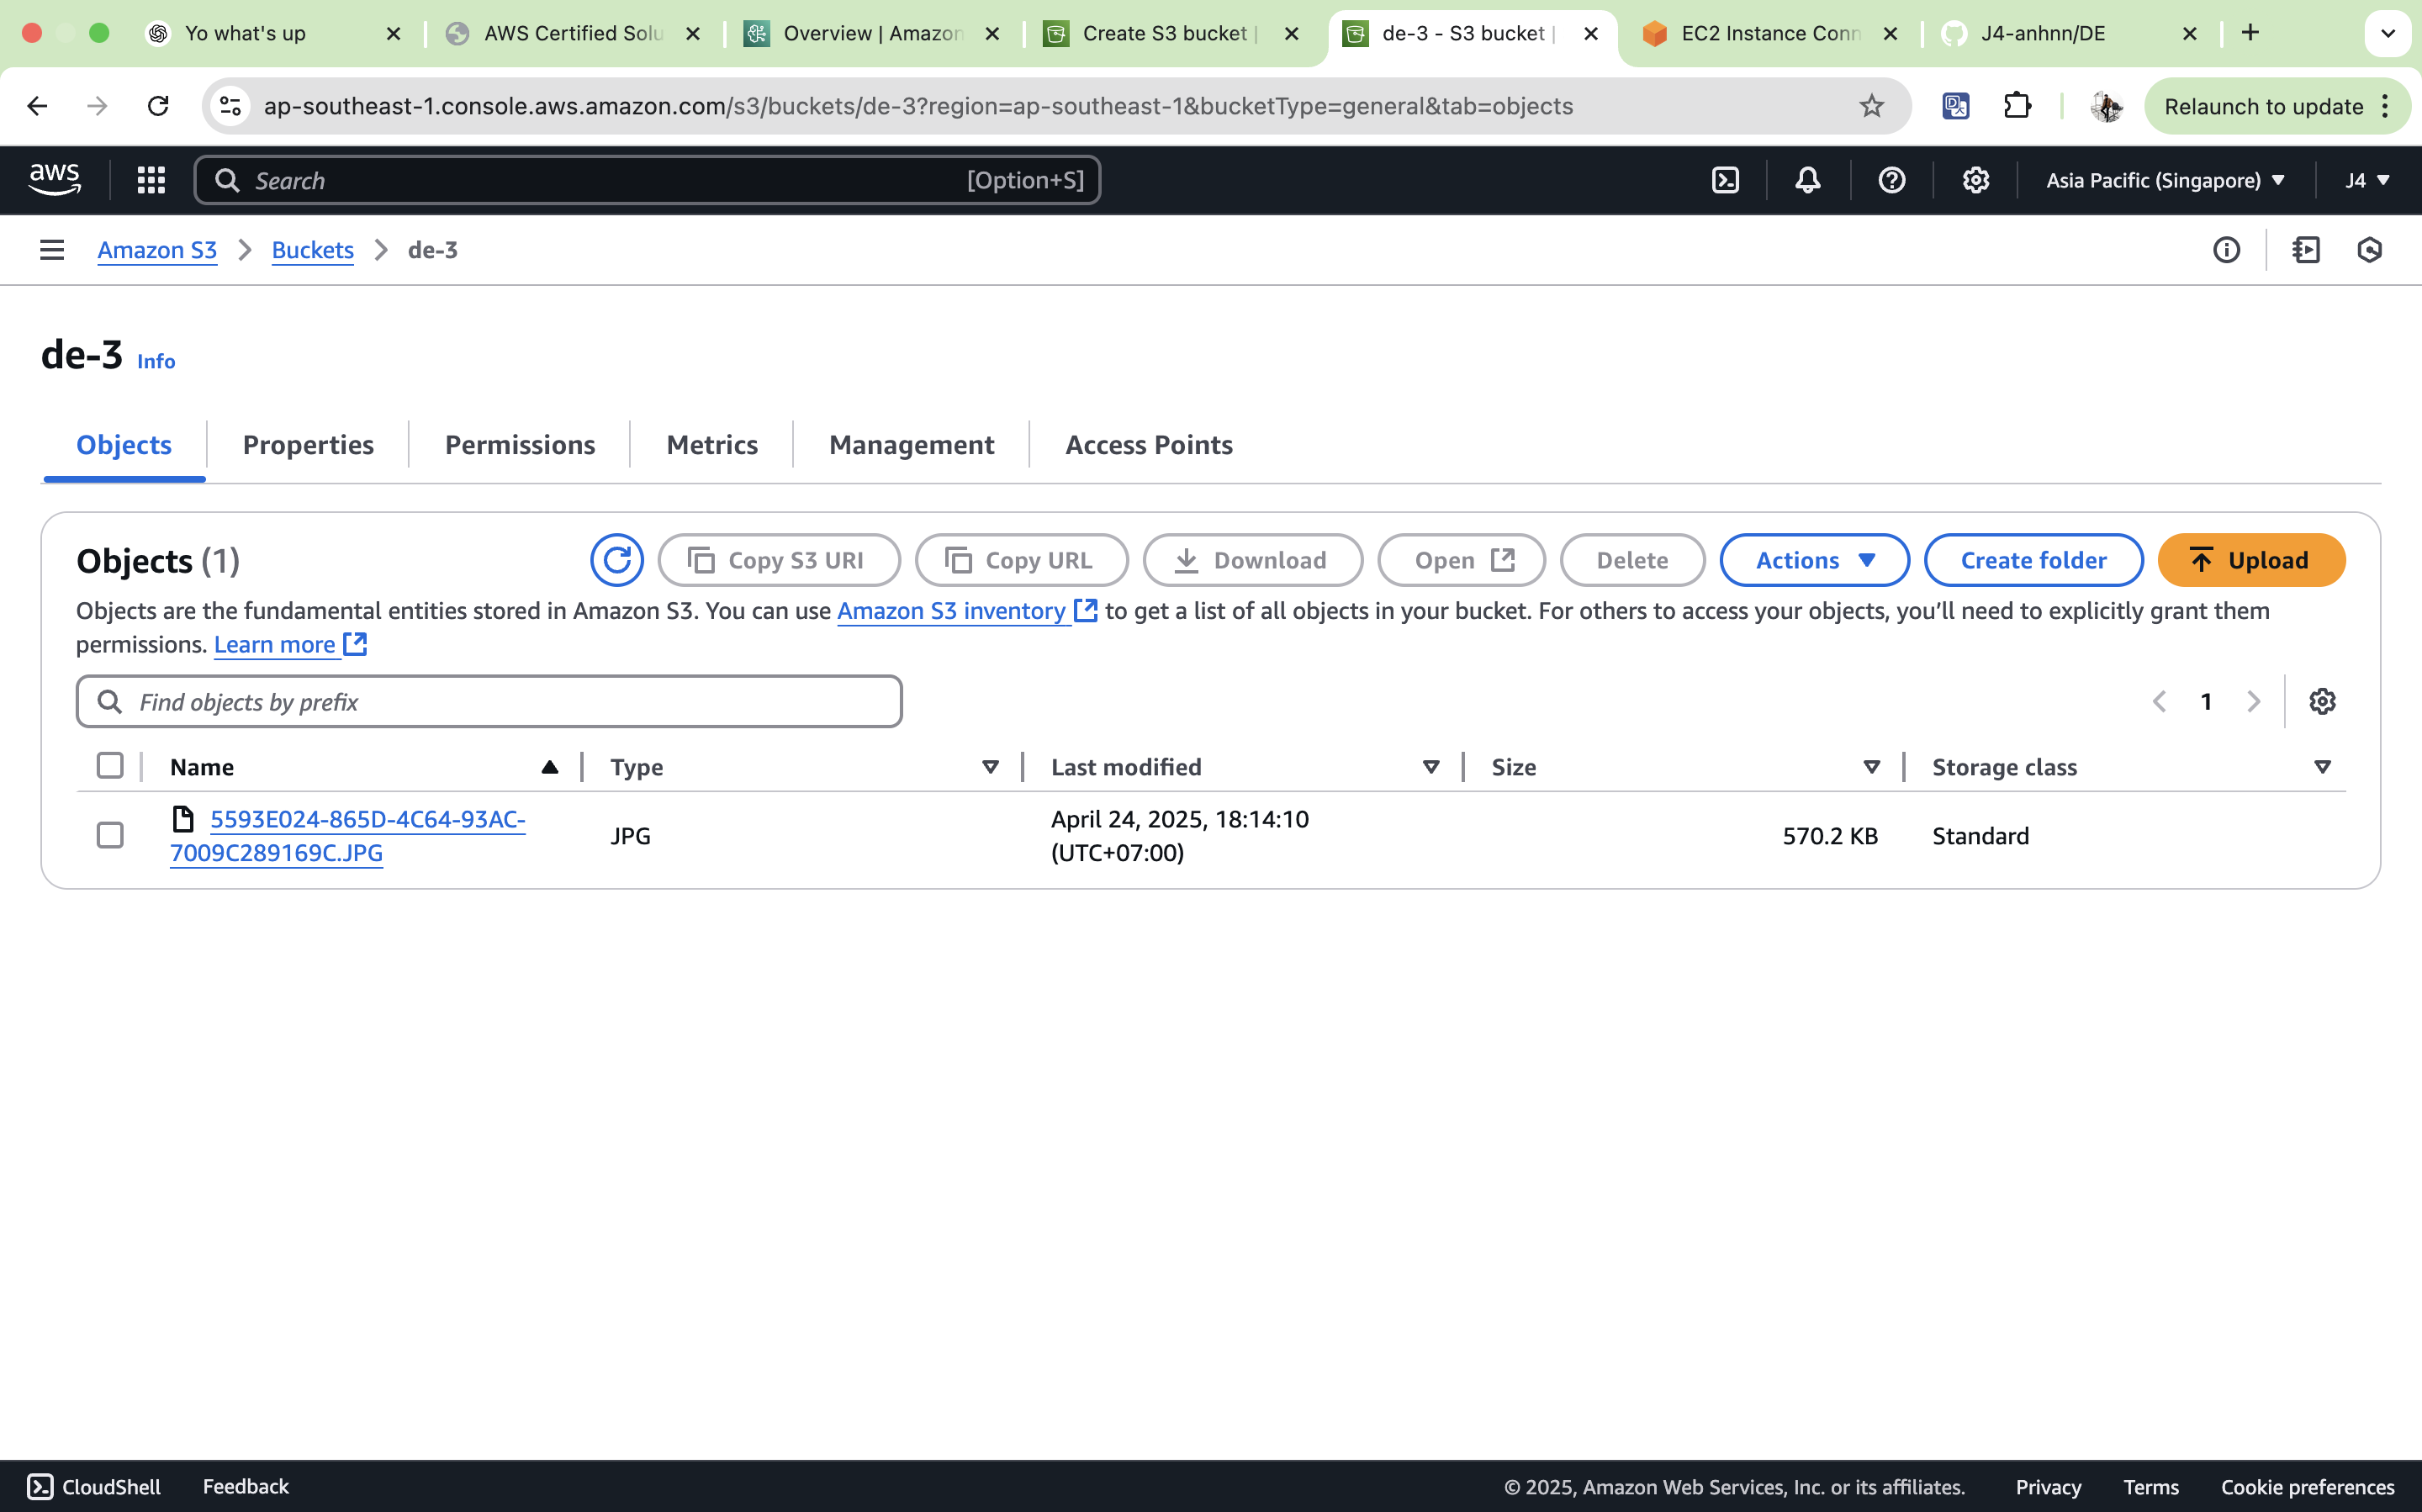 Yo what's up
AWS Certified Solu
Overview | Amazon
Create S3 bucket |
de-3 - S3 bucket |
EC2 Instance Conn
J4-anhnn/DE
ap-southeast-1.console.aws.amazon.com/s3/buckets/de-3?region=ap-southeast-1&bucketType=general&tab=objects
Relaunch to update
aws
Search
[Option+S]
Asia Pacific (Singapore)
J4
Amazon S3
Buckets
de-3
de-3 Info
Objects
Properties
Permissions
Metrics
Management
Access Points
Objects (1)
Copy S3 URI
Copy URL
Download
Open
Delete
Actions
Create folder
Upload
Objects are the fundamental entities stored in Amazon S3. You can use Amazon S3 inventory to get a list of all objects in your bucket. For others to access your objects, you’ll need to explicitly grant them
permissions. Learn more
Find objects by prefix
1
Name
Type
Last modified
Size
Storage class
5593E024-865D-4C64-93AC-
7009C289169C.JPG
JPG
April 24, 2025, 18:14:10
(UTC+07:00)
570.2 KB
Standard
CloudShell
Feedback
© 2025, Amazon Web Services, Inc. or its affiliates.
Privacy
Terms
Cookie preferences